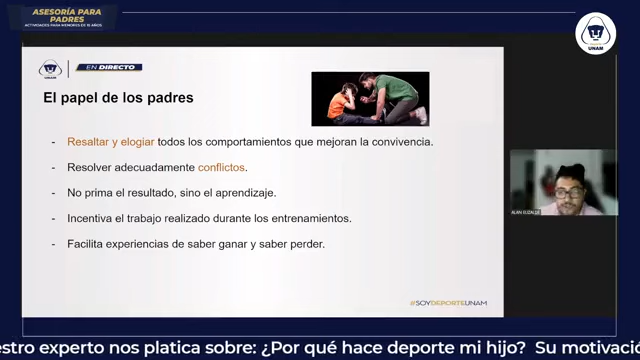 ASESORÍA PARA
PADRES
ACTIVIDADES PARA MENORES DE 15 AÑOS.
UNAM
UNAM
EN DIRECTO
El papel de los padres
- Resaltar y elogiar todos los comportamientos que mejoran la convivencia.
- Resolver adecuadamente conflictos.
- No prima el resultado, sino el aprendizaje.
- Incentiva el trabajo realizado durante los entrenamientos.
- Facilita experiencias de saber ganar y saber perder.
ALAN ELIZALDE
#SOYDEPORTEUNAM
estro experto nos platica sobre: ¿Por qué hace deporte mi hijo? Su motivació